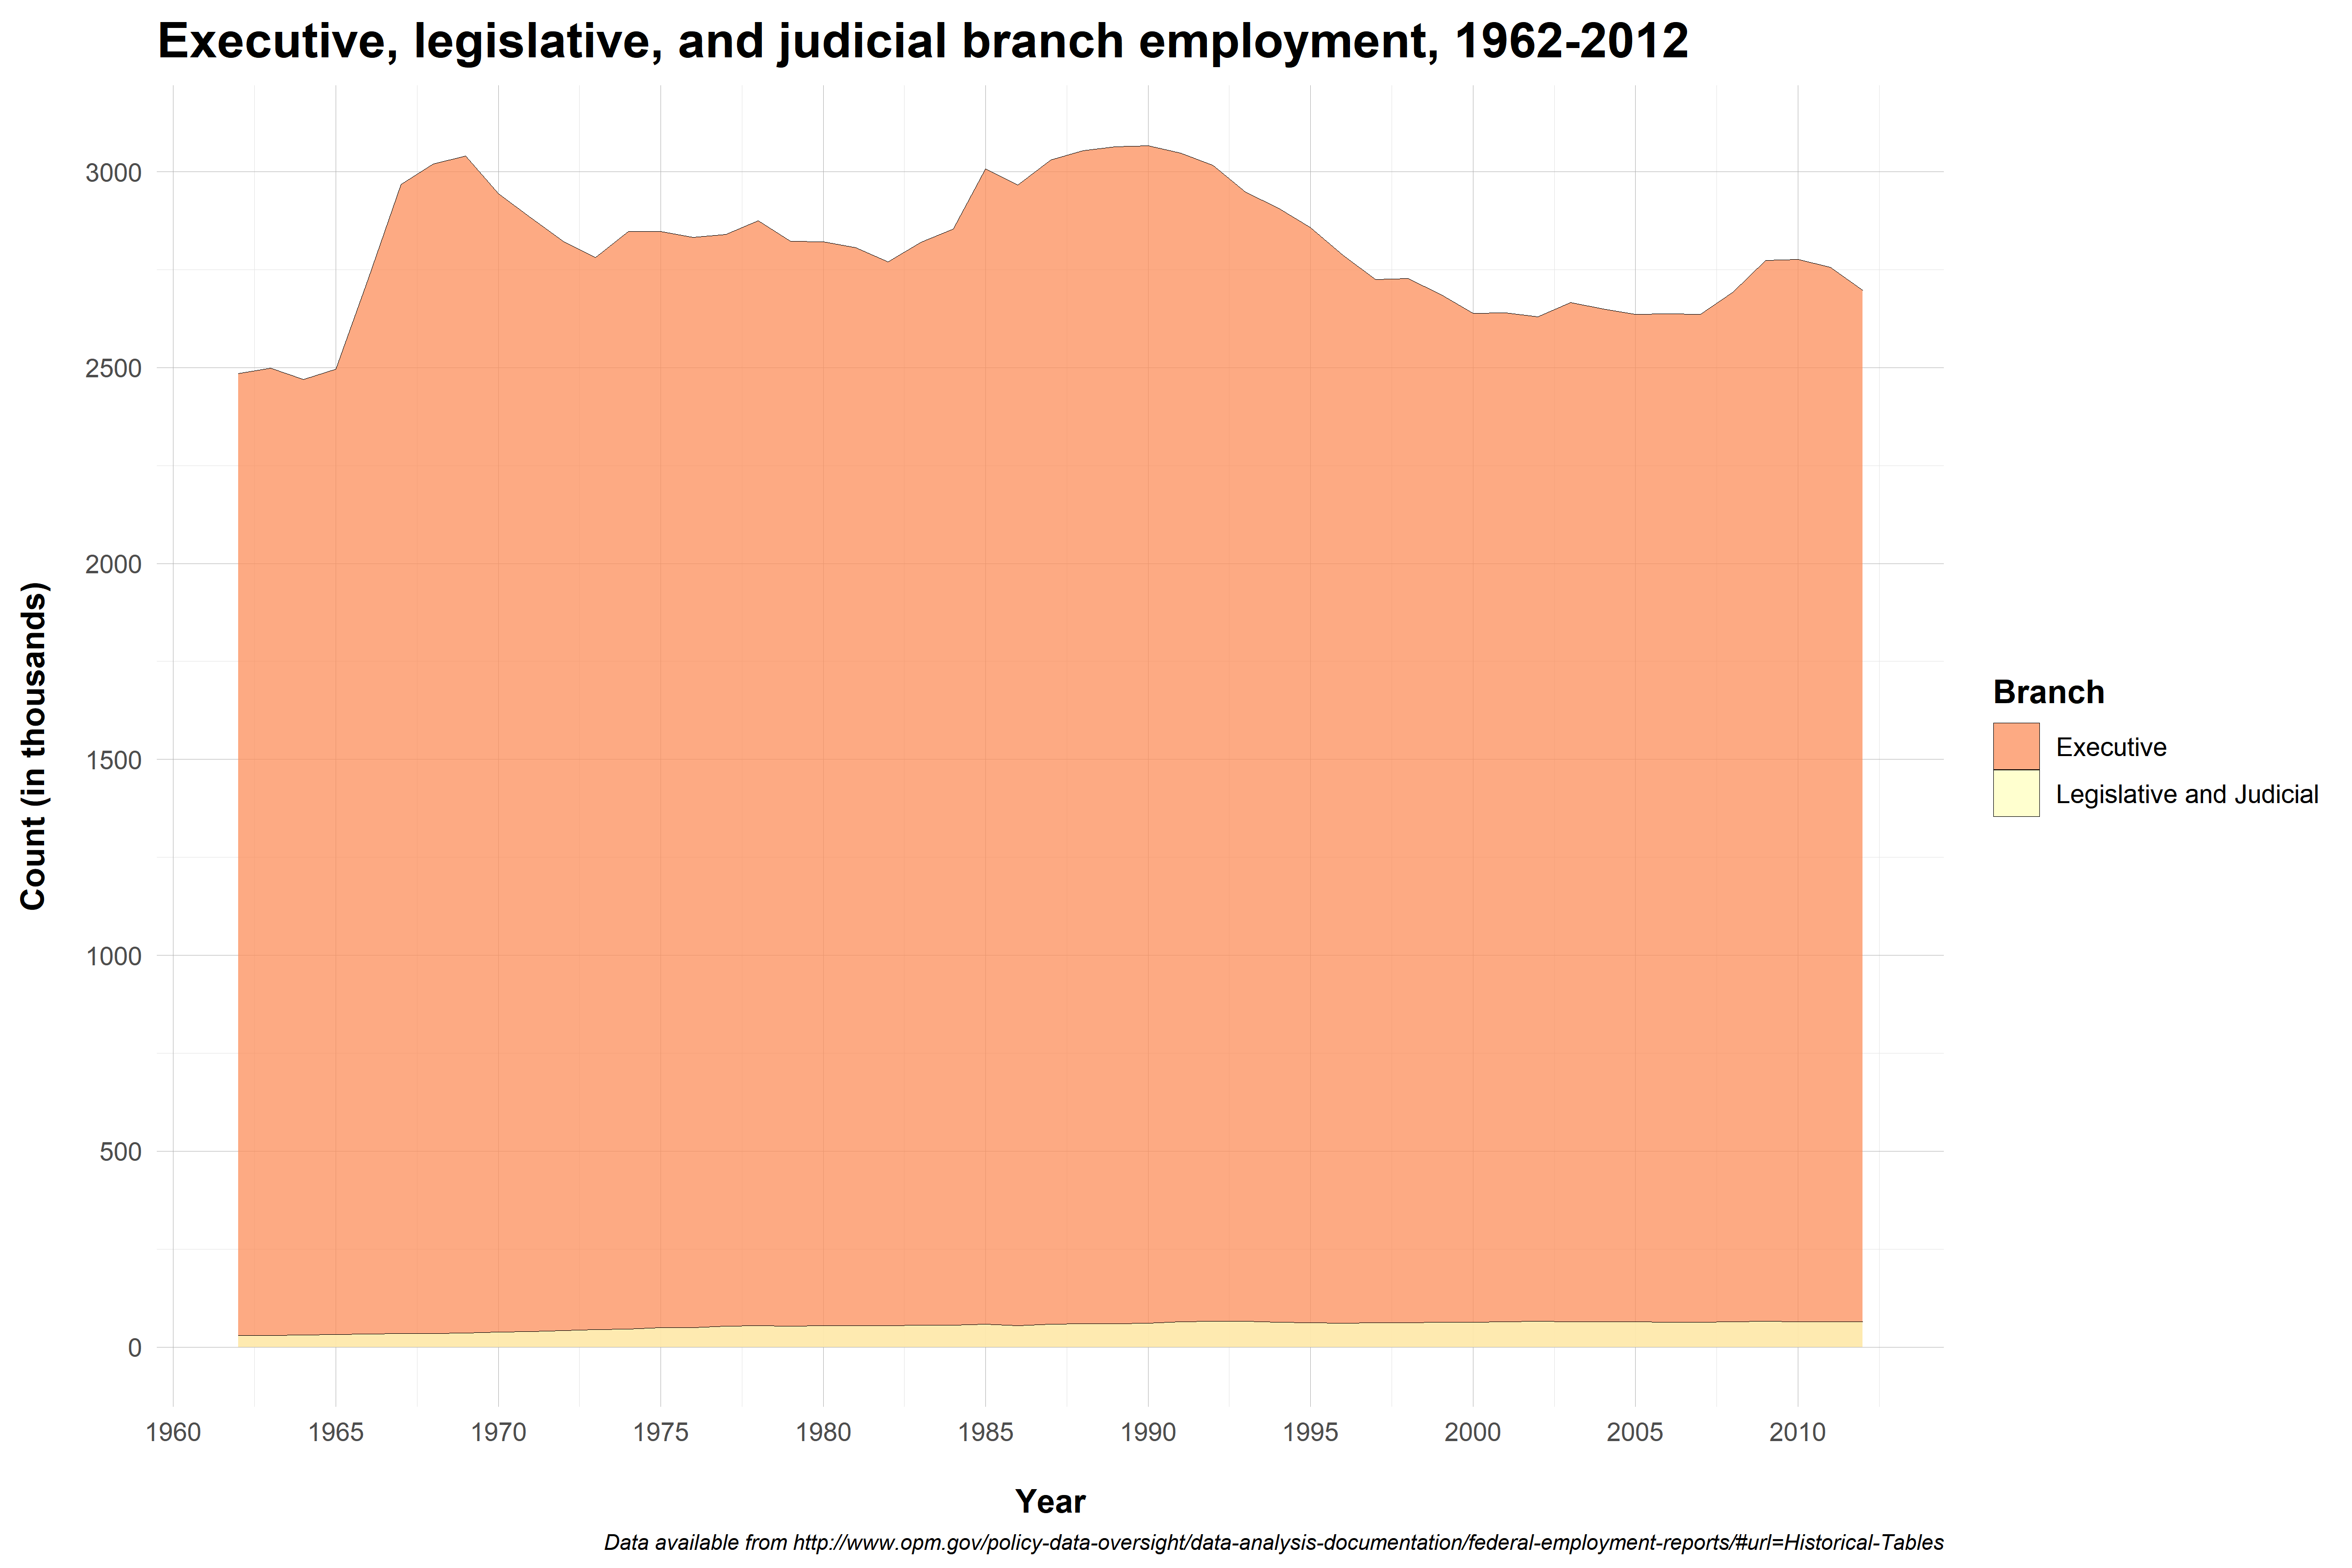 Executive, legislative, and judicial branch employment, 1962-2012
3000
2500
2000
1500
1000
500
0
Count (in thousands)
1960 1965 1970 1975 1980 1985 1990 1995 2000 2005 2010
Year
Branch
Executive
Legislative and Judicial
Data available from http://www.opm.gov/policy-data-oversight/data-analysis-documentation/federal-employment-reports/#url=Historical-Tables